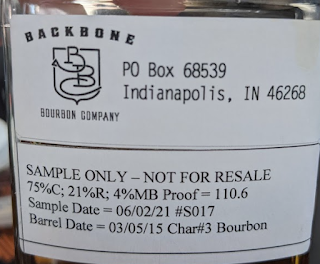 BACKBONE
BBC
BOURBON COMPANY
PO Box 68539
Indianapolis, IN 46268
SAMPLE ONLY – NOT FOR RESALE
75%C; 21%R; 4%MB Proof = 110.6
Sample Date = 06/02/21 #S017
Barrel Date = 03/05/15 Char#3 Bourbon